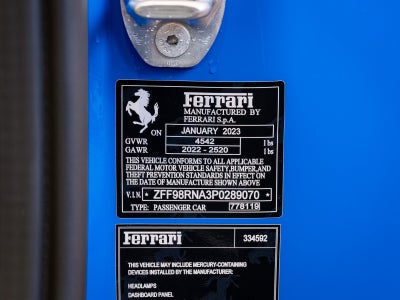 Ferrari
MANUFACTURED BY
FERRARI S.p.A.
ON JANUARY 2023
GVWR 4542 lbs
GAWR 2022 - 2520 lbs
THIS VEHICLE CONFORMS TO ALL APPLICABLE
FEDERAL MOTOR VEHICLE SAFETY,BUMPER,AND
THEFT PREVENTION STANDARDS IN EFFECT ON
THE DATE OF MANUFACTURE SHOWN ABOVE
V.I.N. * ZFF98RNA3P0289070 *
TYPE: PASSENGER CAR 776119
Ferrari 334592
THIS VEHICLE MAY INCLUDE MERCURY-CONTAINING
DEVICES INSTALLED BY THE MANUFACTURER:
HEADLAMPS
DASHBOARD PANEL